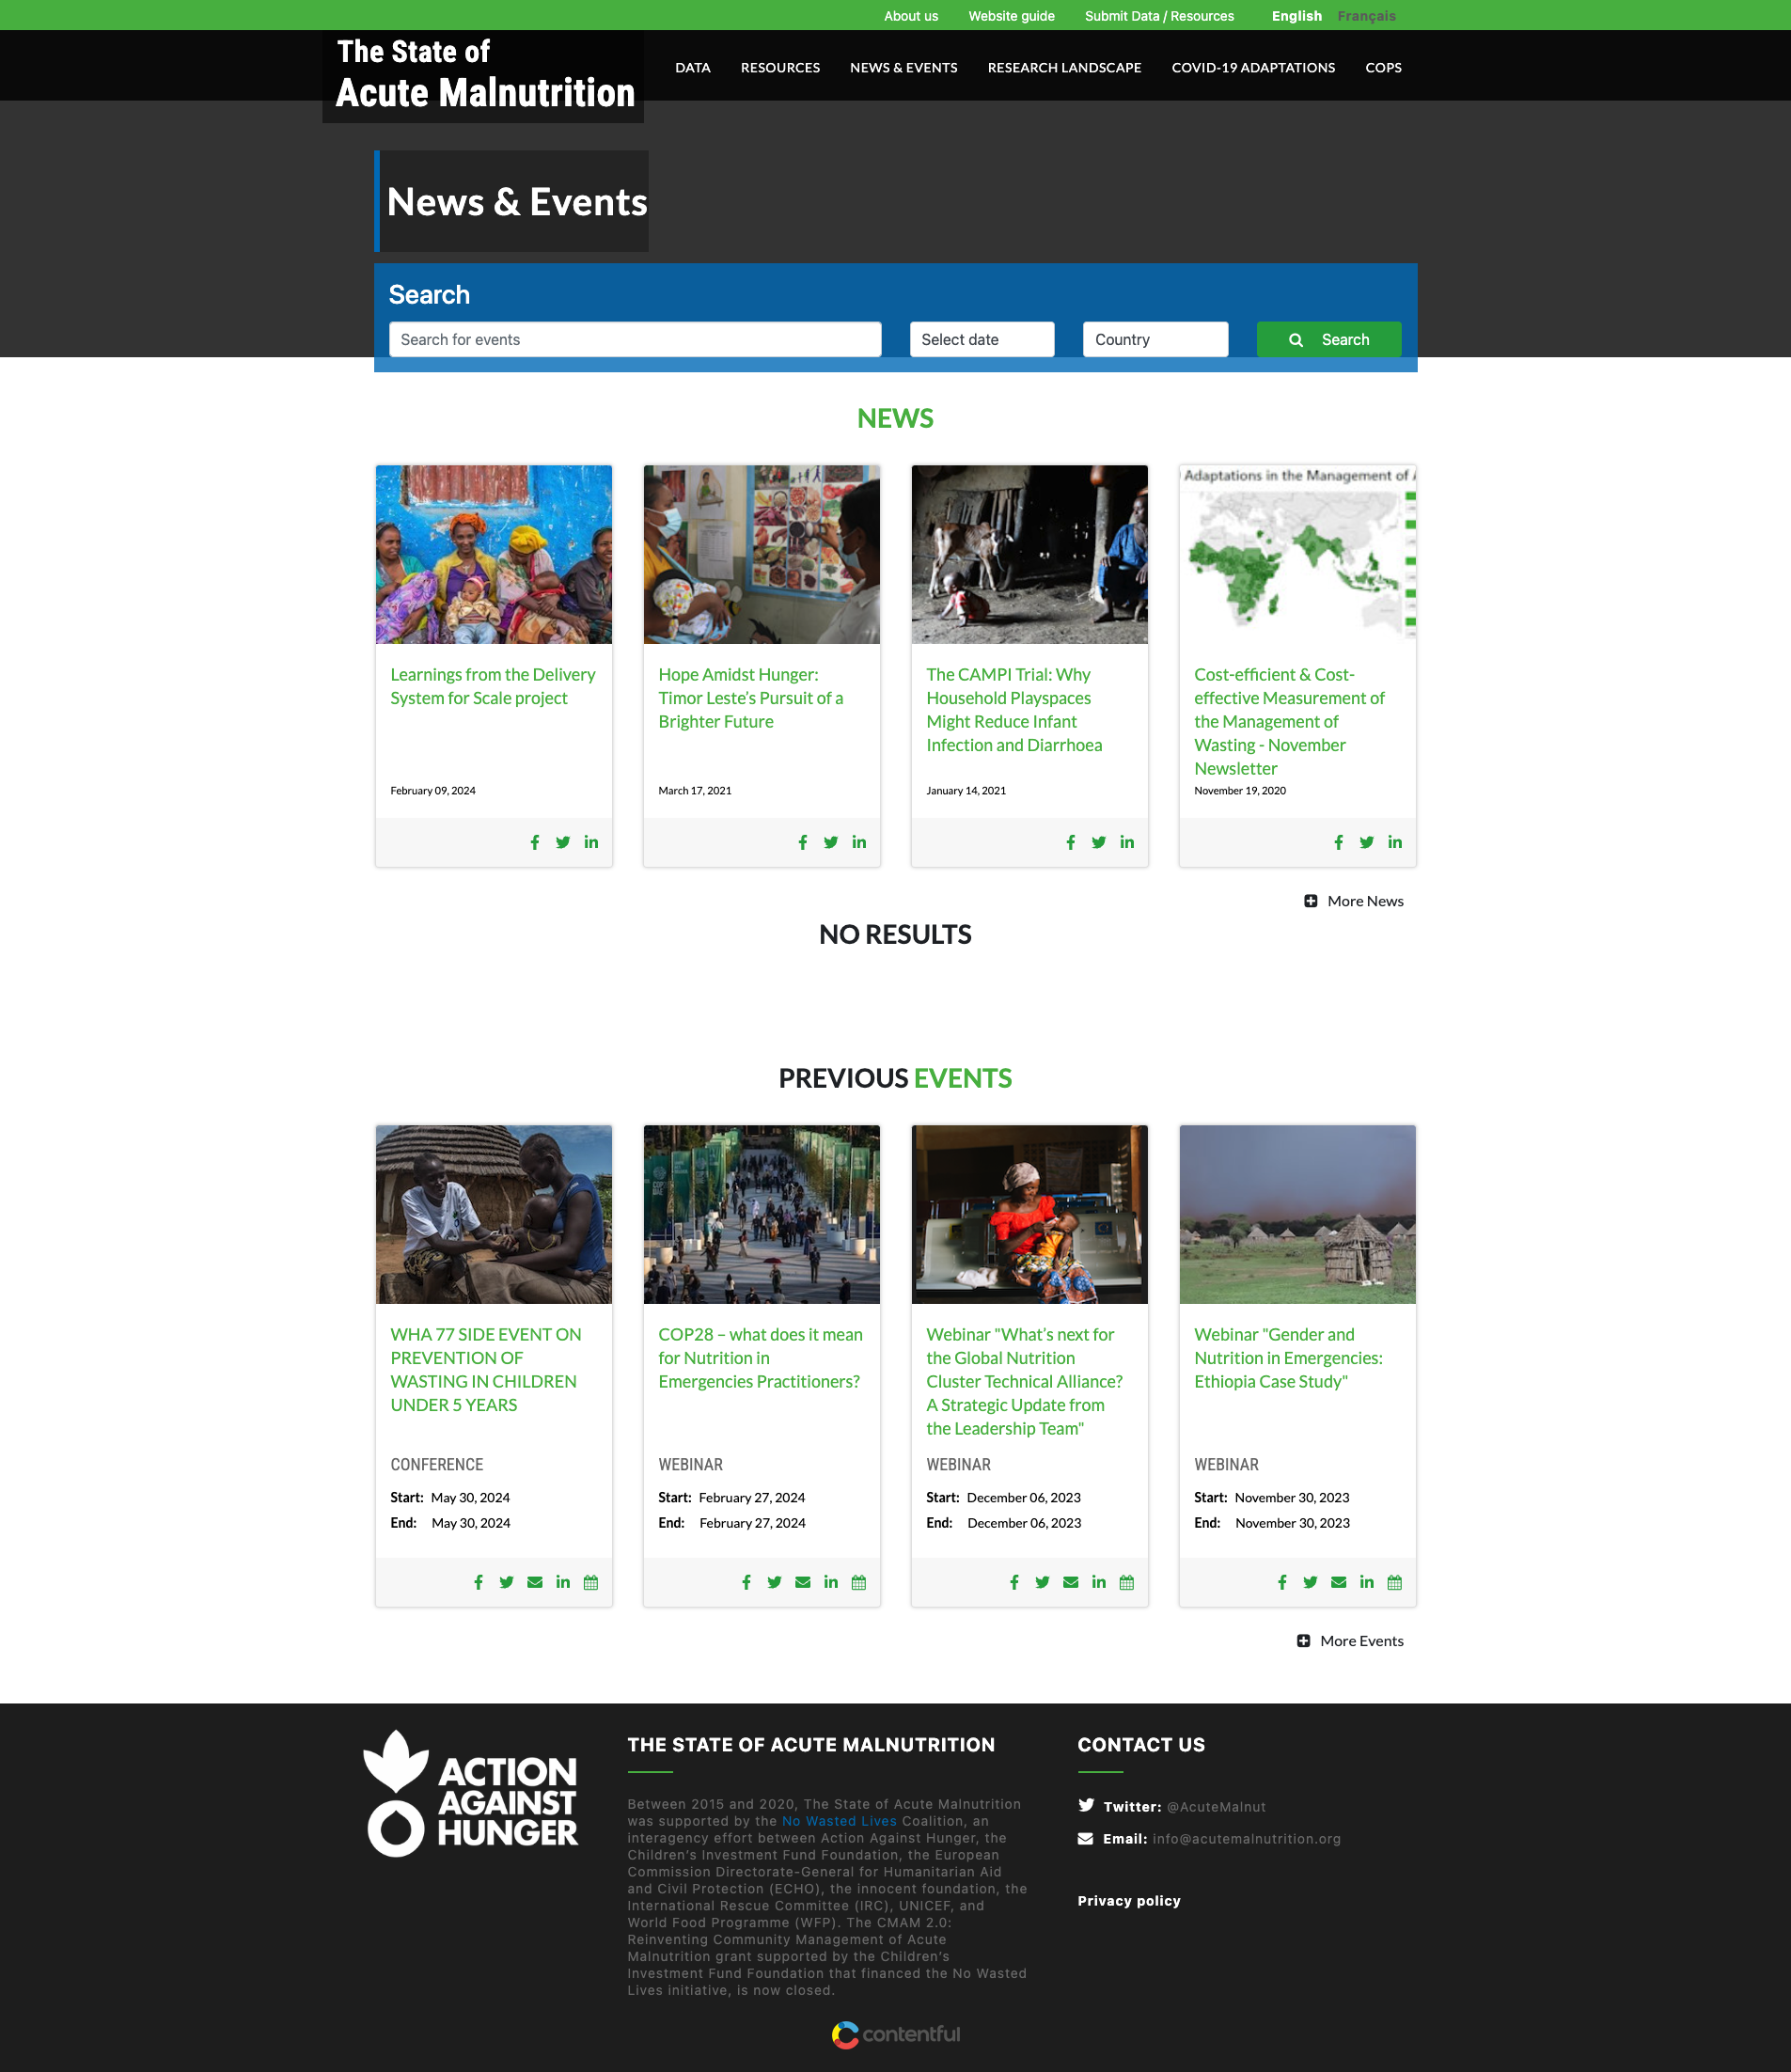 About us Website guide Submit Data / Resources English Français
The State of
Acute Malnutrition
DATA RESOURCES NEWS & EVENTS RESEARCH LANDSCAPE COVID-19 ADAPTATIONS COPS
News & Events
Search
Search for events Select date Country Search
NEWS
Adaptations in the Management of
Learnings from the Delivery
System for Scale project
February 09, 2024
Hope Amidst Hunger:
Timor Leste's Pursuit of a
Brighter Future
March 17, 2021
The CAMPI Trial: Why
Household Playspaces
Might Reduce Infant
Infection and Diarrhoea
January 14, 2021
Cost-efficient & Cost-
effective Measurement of
the Management of
Wasting - November
Newsletter
November 19, 2020
More News
NO RESULTS
PREVIOUS EVENTS
WHA 77 SIDE EVENT ON
PREVENTION OF
WASTING IN CHILDREN
UNDER 5 YEARS
CONFERENCE
Start: May 30, 2024
End: May 30, 2024
COP28 – what does it mean
for Nutrition in
Emergencies Practitioners?
WEBINAR
Start: February 27, 2024
End: February 27, 2024
Webinar "What's next for
the Global Nutrition
Cluster Technical Alliance?
A Strategic Update from
the Leadership Team"
WEBINAR
Start: December 06, 2023
End: December 06, 2023
Webinar "Gender and
Nutrition in Emergencies:
Ethiopia Case Study"
WEBINAR
Start: November 30, 2023
End: November 30, 2023
More Events
ACTION
AGAINST
HUNGER
THE STATE OF ACUTE MALNUTRITION
Between 2015 and 2020, The State of Acute Malnutrition
was supported by the No Wasted Lives Coalition, an
interagency effort between Action Against Hunger, the
Children's Investment Fund Foundation, the European
Commission Directorate-General for Humanitarian Aid
and Civil Protection (ECHO), the innocent foundation, the
International Rescue Committee (IRC), UNICEF, and
World Food Programme (WFP). The CMAM 2.0:
Reinventing Community Management of Acute
Malnutrition grant supported by the Children's
Investment Fund Foundation that financed the No Wasted
Lives initiative, is now closed.
CONTACT US
Twitter: @AcuteMalnut
Email: info@acutemalnutrition.org
Privacy policy
contentful